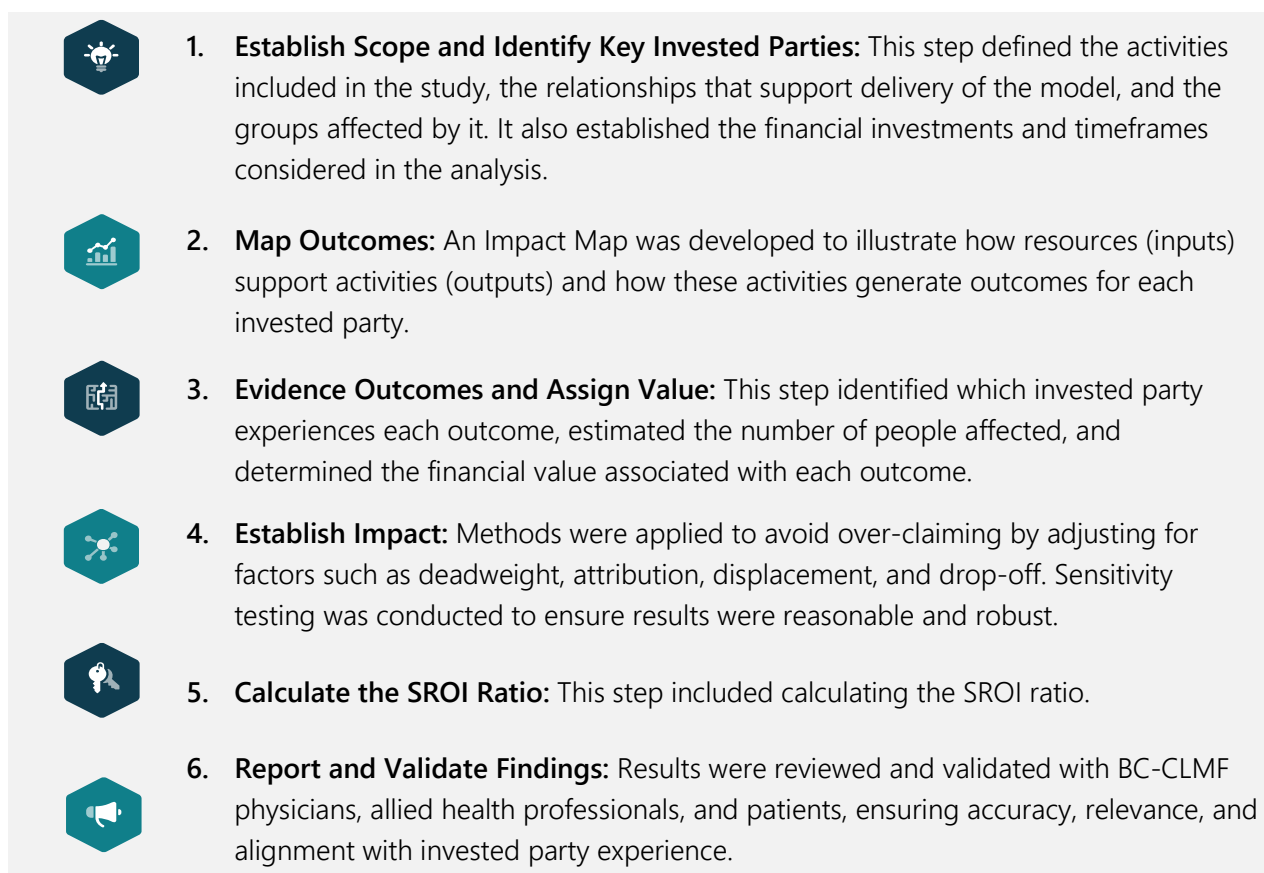 1. Establish Scope and Identify Key Invested Parties: This step defined the activities
included in the study, the relationships that support delivery of the model, and the
groups affected by it. It also established the financial investments and timeframes
considered in the analysis.
2. Map Outcomes: An Impact Map was developed to illustrate how resources (inputs)
support activities (outputs) and how these activities generate outcomes for each
invested party.
3. Evidence Outcomes and Assign Value: This step identified which invested party
experiences each outcome, estimated the number of people affected, and
determined the financial value associated with each outcome.
4. Establish Impact: Methods were applied to avoid over-claiming by adjusting for
factors such as deadweight, attribution, displacement, and drop-off. Sensitivity
testing was conducted to ensure results were reasonable and robust.
5. Calculate the SROI Ratio: This step included calculating the SROI ratio.
6. Report and Validate Findings: Results were reviewed and validated with BC-CLMF
physicians, allied health professionals, and patients, ensuring accuracy, relevance, and
alignment with invested party experience.